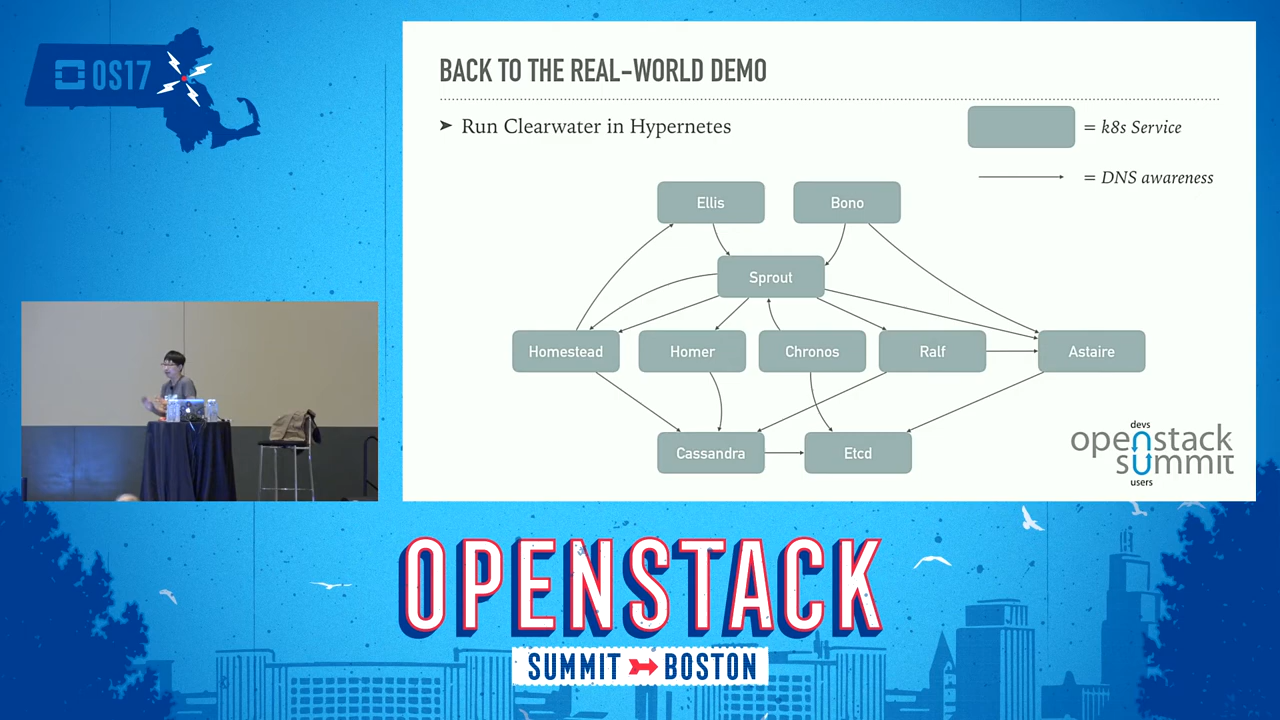 OS17
BACK TO THE REAL-WORLD DEMO
➤ Run Clearwater in Hypernetes
= k8s Service
= DNS awareness
Ellis
Bono
Sprout
Homestead
Homer
Chronos
Ralf
Astaire
Cassandra
Etcd
devs
openstack
summit
users
OPENSTACK
SUMMIT BOSTON